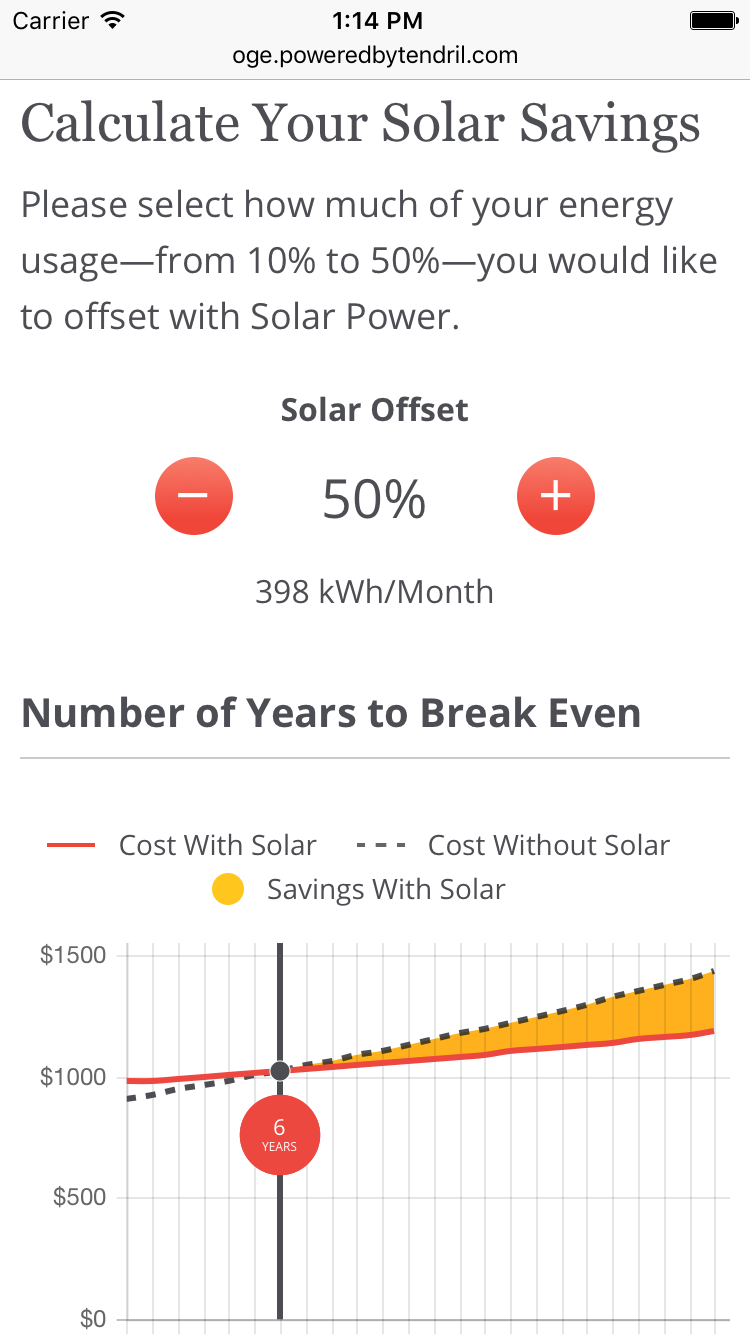 Carrier 1:14 PM
oge.poweredbytendril.com
Calculate Your Solar Savings
Please select how much of your energy
usage—from 10% to 50%—you would like
to offset with Solar Power.
Solar Offset
− 50% +
398 kWh/Month
Number of Years to Break Even
Cost With Solar Cost Without Solar
Savings With Solar
$1500
$1000
6
YEARS
$500
$0